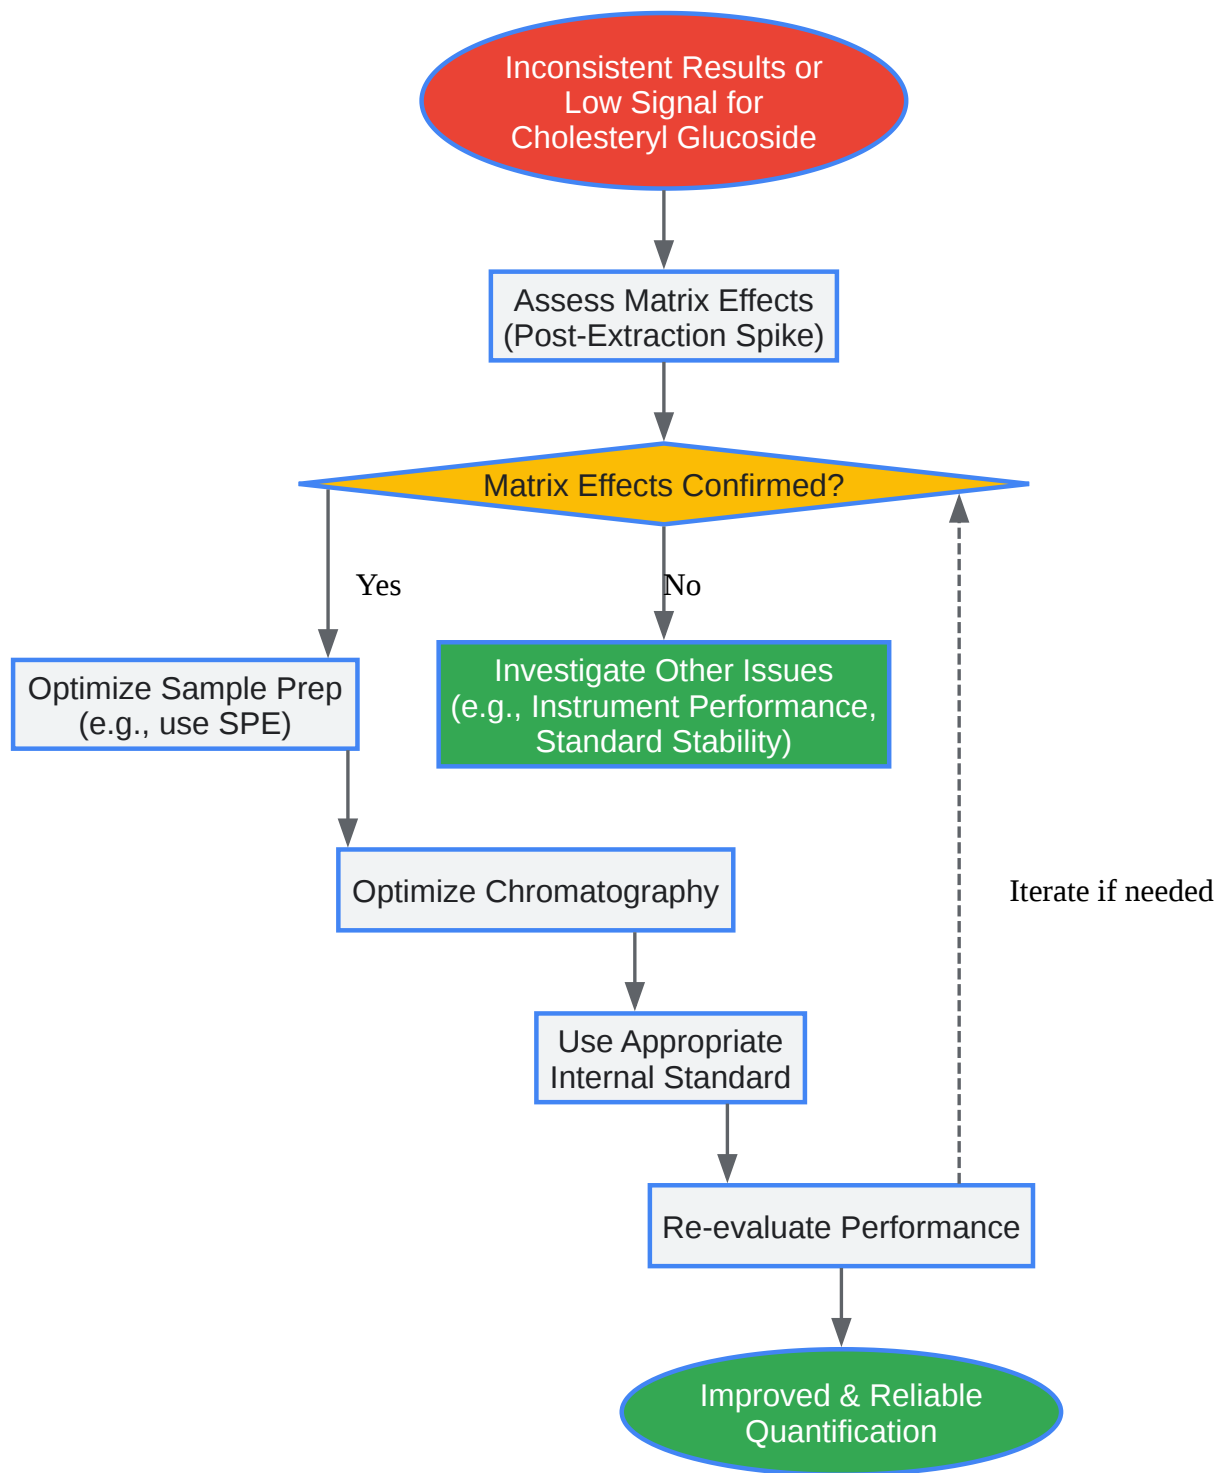 Inconsistent Results or
Low Signal for
Cholesteryl Glucoside
Assess Matrix Effects
(Post-Extraction Spike)
Matrix Effects Confirmed?
Yes
No
Optimize Sample Prep
(e.g., use SPE)
Investigate Other Issues
(e.g., Instrument Performance,
Standard Stability)
Optimize Chromatography
Iterate if needed
Use Appropriate
Internal Standard
Re-evaluate Performance
Improved & Reliable
Quantification